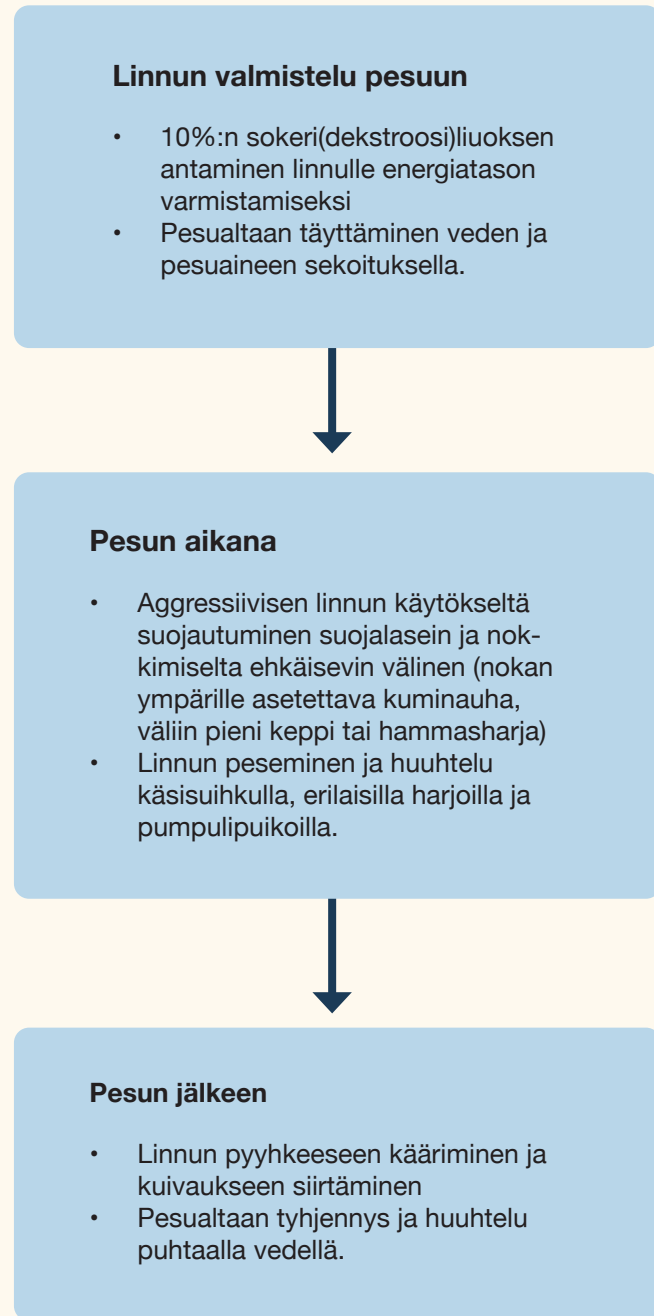 Linnun valmistelu pesuun
• 10%:n sokeri(dekstroosi)liuoksen
antaminen linnulle energiatason
varmistamiseksi
• Pesualtaan täyttäminen veden ja
pesuaineen sekoituksella.
Pesun aikana
• Aggressiivisen linnun käytökseltä
suojautuminen suojalasein ja nok-
kimiselta ehkäisevin välinen (nokan
ympärille asetettava kuminauha,
väliin pieni keppi tai hammasharja)
• Linnun peseminen ja huuhtelu
käsisuihkulla, erilaisilla harjoilla ja
pumpulipuikoilla.
Pesun jälkeen
• Linnun pyyhkeeseen kääriminen ja
kuivaukseen siirtäminen
• Pesualtaan tyhjennys ja huuhtelu
puhtaalla vedellä.